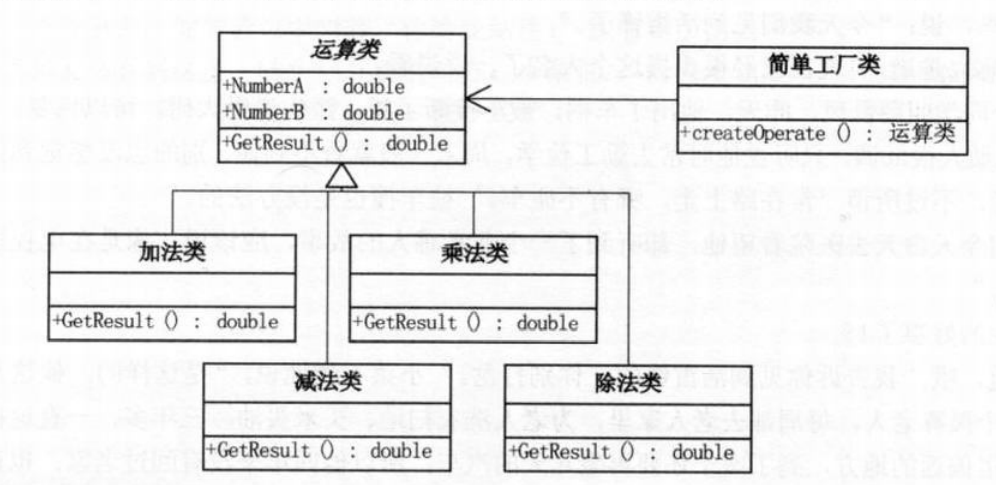 运算类
+NumberA : double
+NumberB double
+GetResult () : double
简单工厂类
+createOperate () : 运算类
加法类
+GetResult () : double
乘法类
+GetResult () : double
减法类
+GetResult () : double
除法类
+GetResult () : double